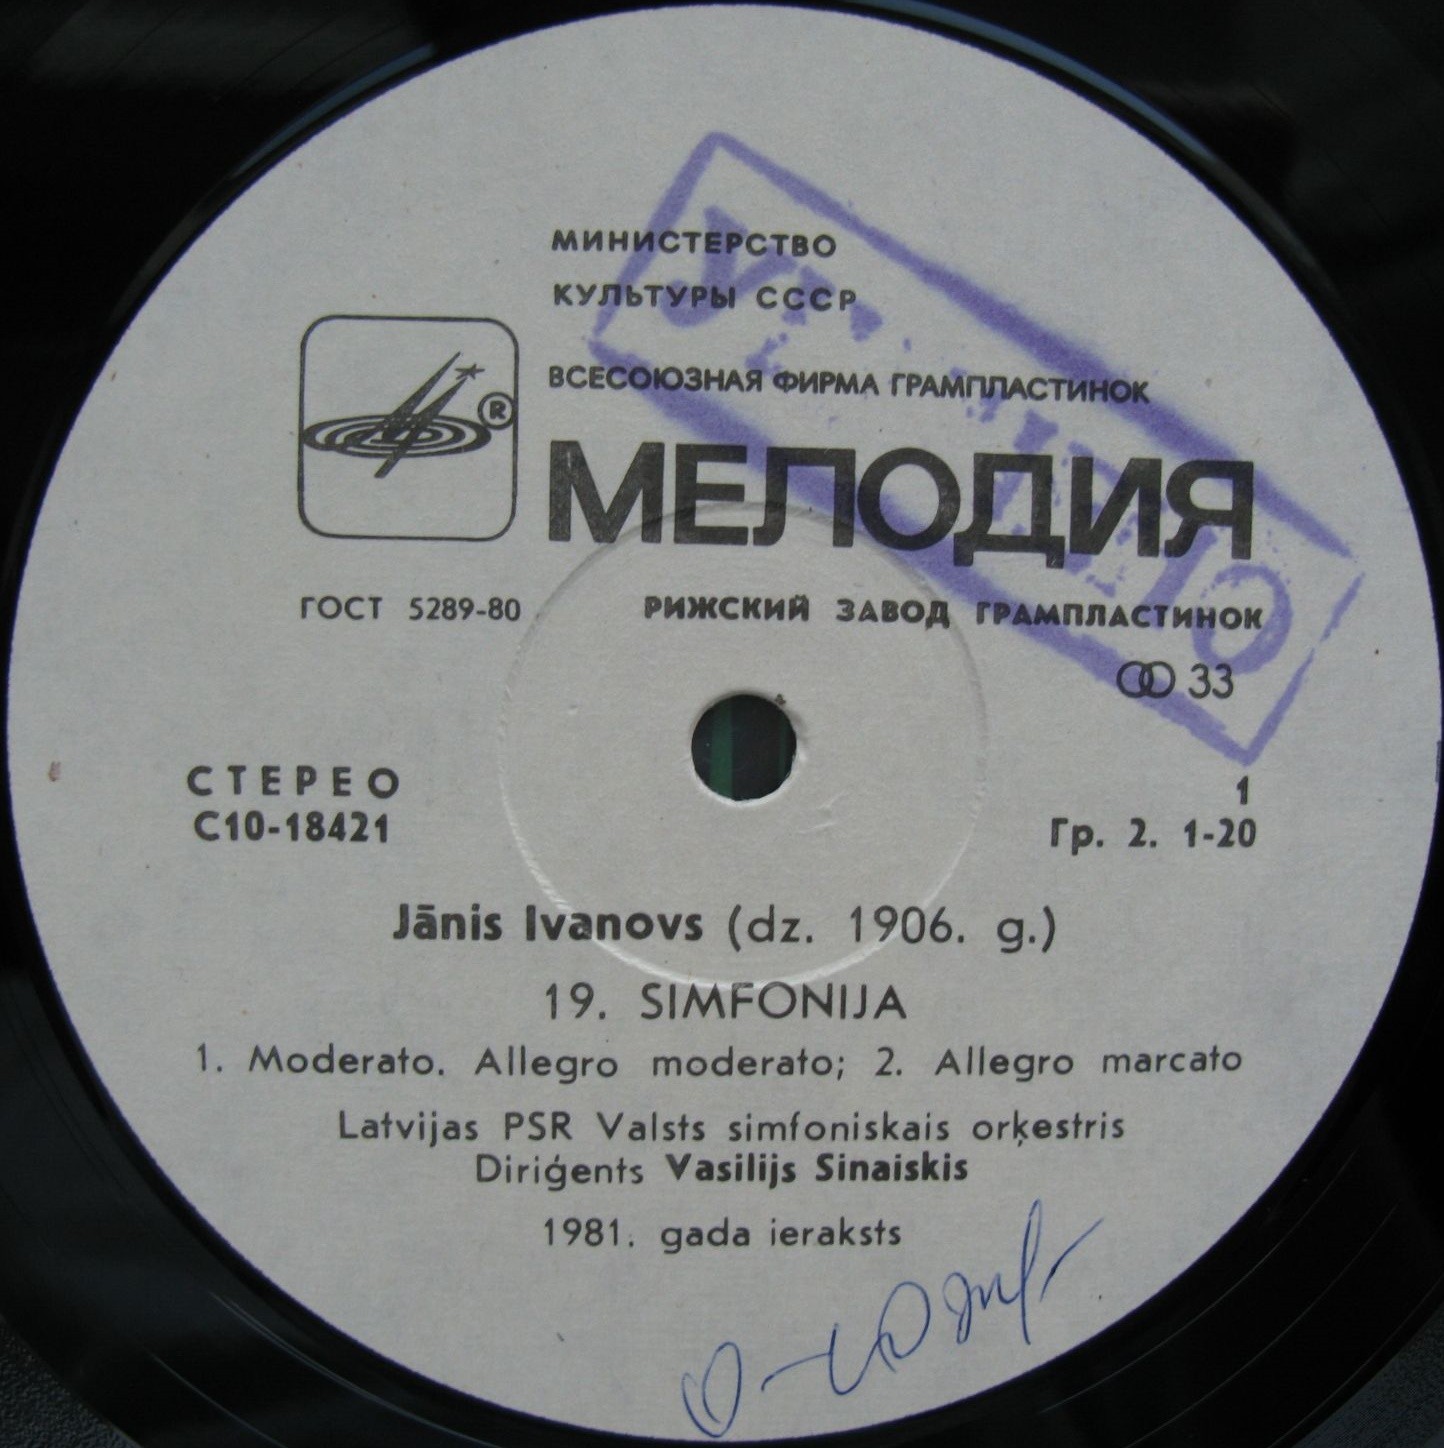 МИНИСТЕРСТВО
КУЛЬТУРЫ СССР
ВСЕСОЮЗНАЯ ФИРМА ГРАМПЛАСТИНОК
®
МЕЛОДИЯ
ГОСТ 5289-80
РИЖСКИЙ ЗАВОД ГРАМПЛАСТИНОК
33
СТЕРЕО
1
С10-18421
Гр. 2. 1-20
Jānis Ivanovs (dz. 1906. g.)
19. SIMFONIJA
1. Moderato. Allegro moderato; 2. Allegro marcato
Latvijas PSR Valsts simfoniskais orķestris
Diriģents Vasilijs Sinaiskis
1981. gada ieraksts